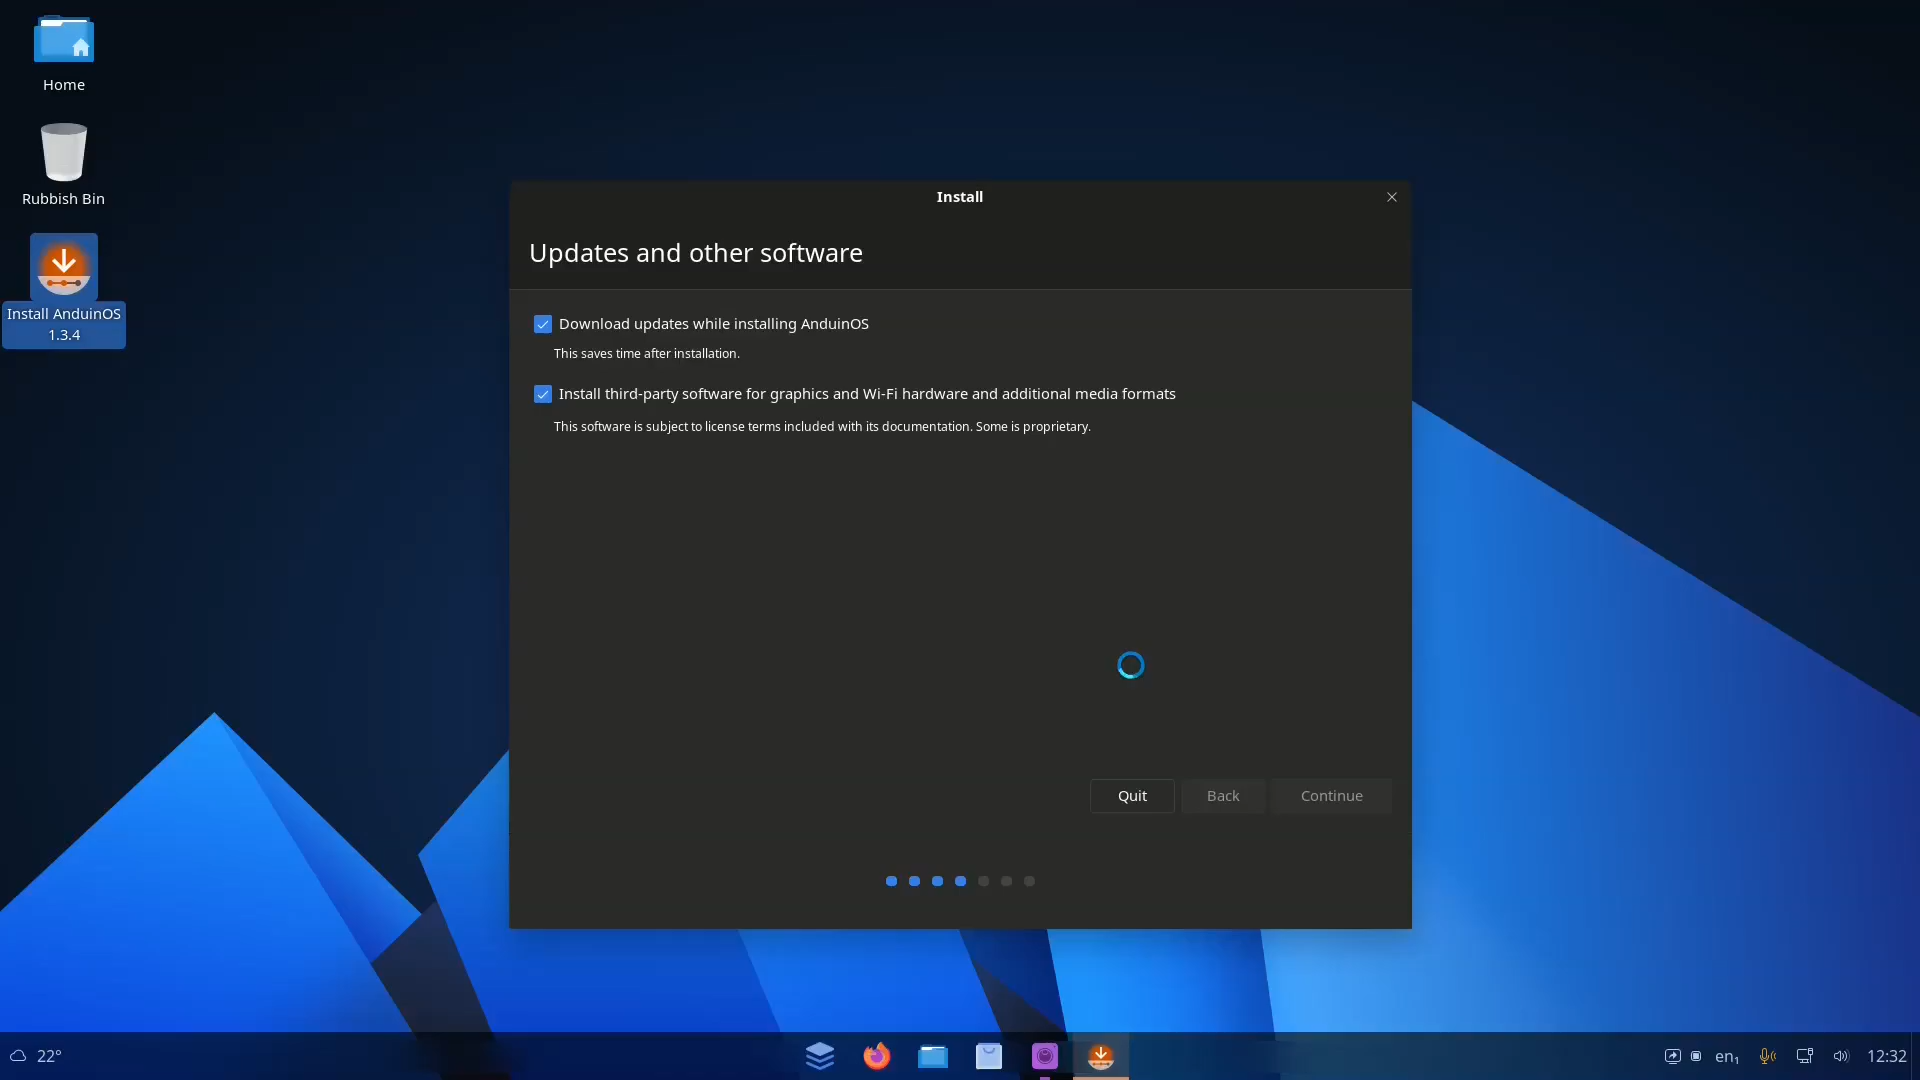 Home
Rubbish Bin
Install AnduinOS
1.3.4
Install
Updates and other software
Download updates while installing AnduinOS
This saves time after installation.
Install third-party software for graphics and Wi-Fi hardware and additional media formats
This software is subject to license terms included with its documentation. Some is proprietary.
Quit
Back
Continue
22°
en₁
12:32